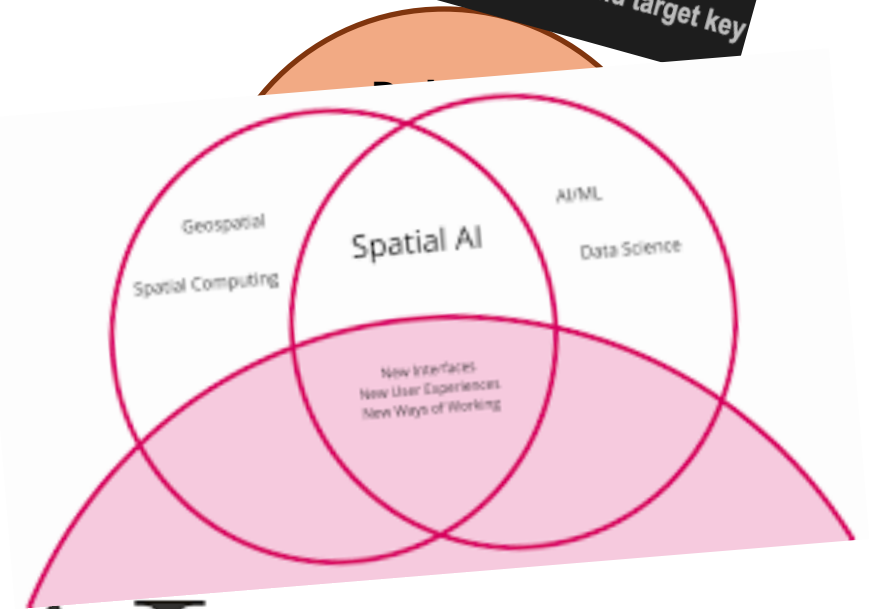 target key
Geospatial
Spatial Computing
Spatial AI
AI/ML
Data Science
New Interfaces
New User Experiences
New Ways of Working